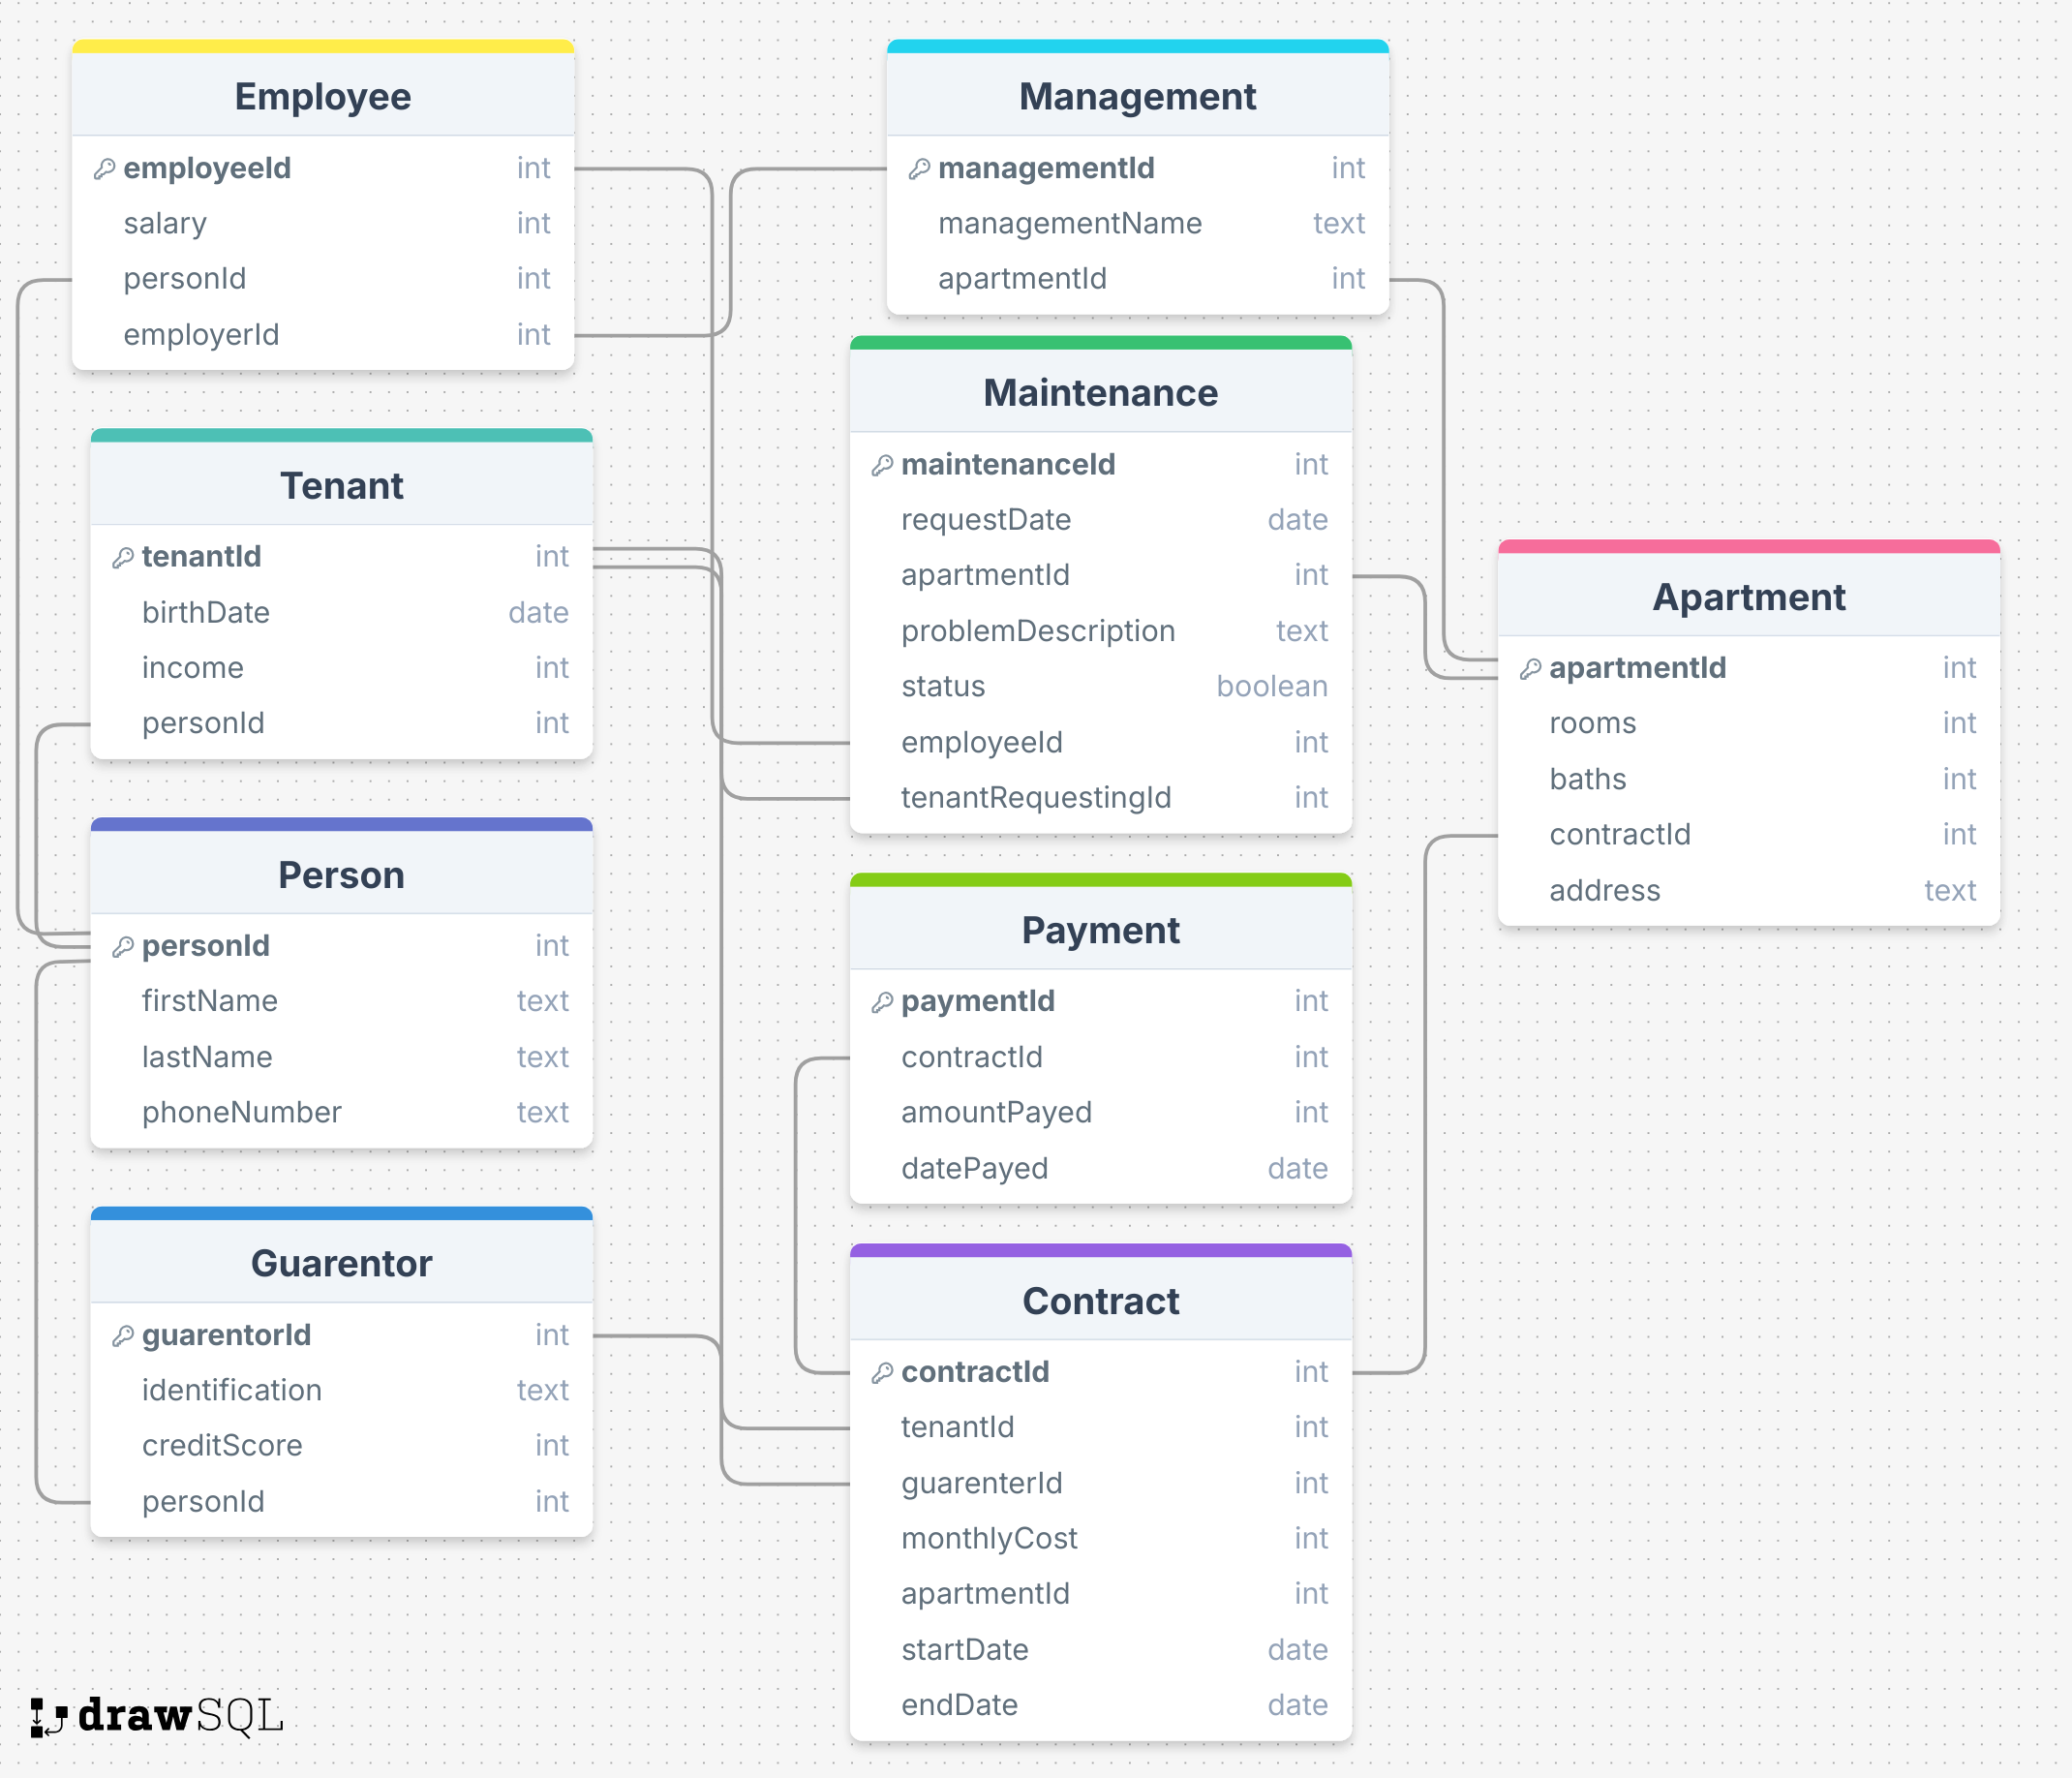 Employee
employeeId int
salary int
personId int
employerId int
Management
managementId int
managementName text
apartmentId int
Maintenance
maintenanceId int
requestDate date
apartmentId int
problemDescription text
status boolean
employeeId int
tenantRequestingId int
Tenant
tenantId int
birthDate date
income int
personId int
Apartment
apartmentId int
rooms int
baths int
contractId int
address text
Person
personId int
firstName text
lastName text
phoneNumber text
Payment
paymentId int
contractId int
amountPayed int
datePayed date
Guarentor
guarentorId int
identification text
creditScore int
personId int
Contract
contractId int
tenantId int
guarenterId int
monthlyCost int
apartmentId int
startDate date
endDate date
drawSQL